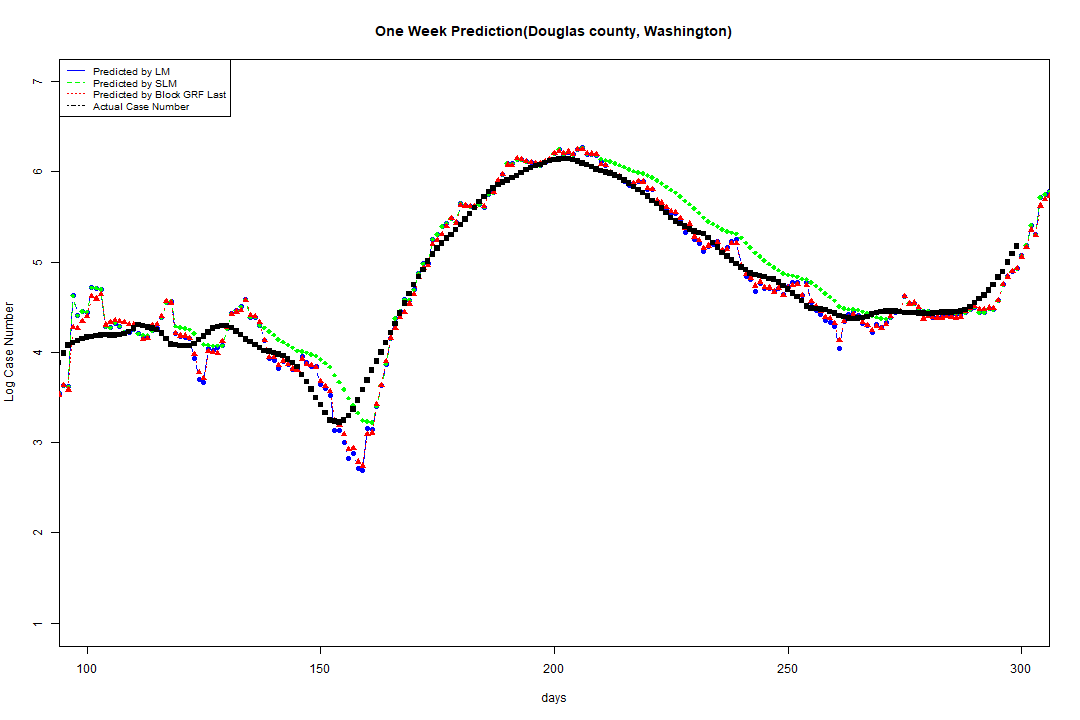 One Week Prediction(Douglas county, Washington)
Predicted by LM
Predicted by SLM
Predicted by Block GRF Last
Actual Case Number
7
6
5
4
3
2
1
Log Case Number
100 150 200 250 300
days